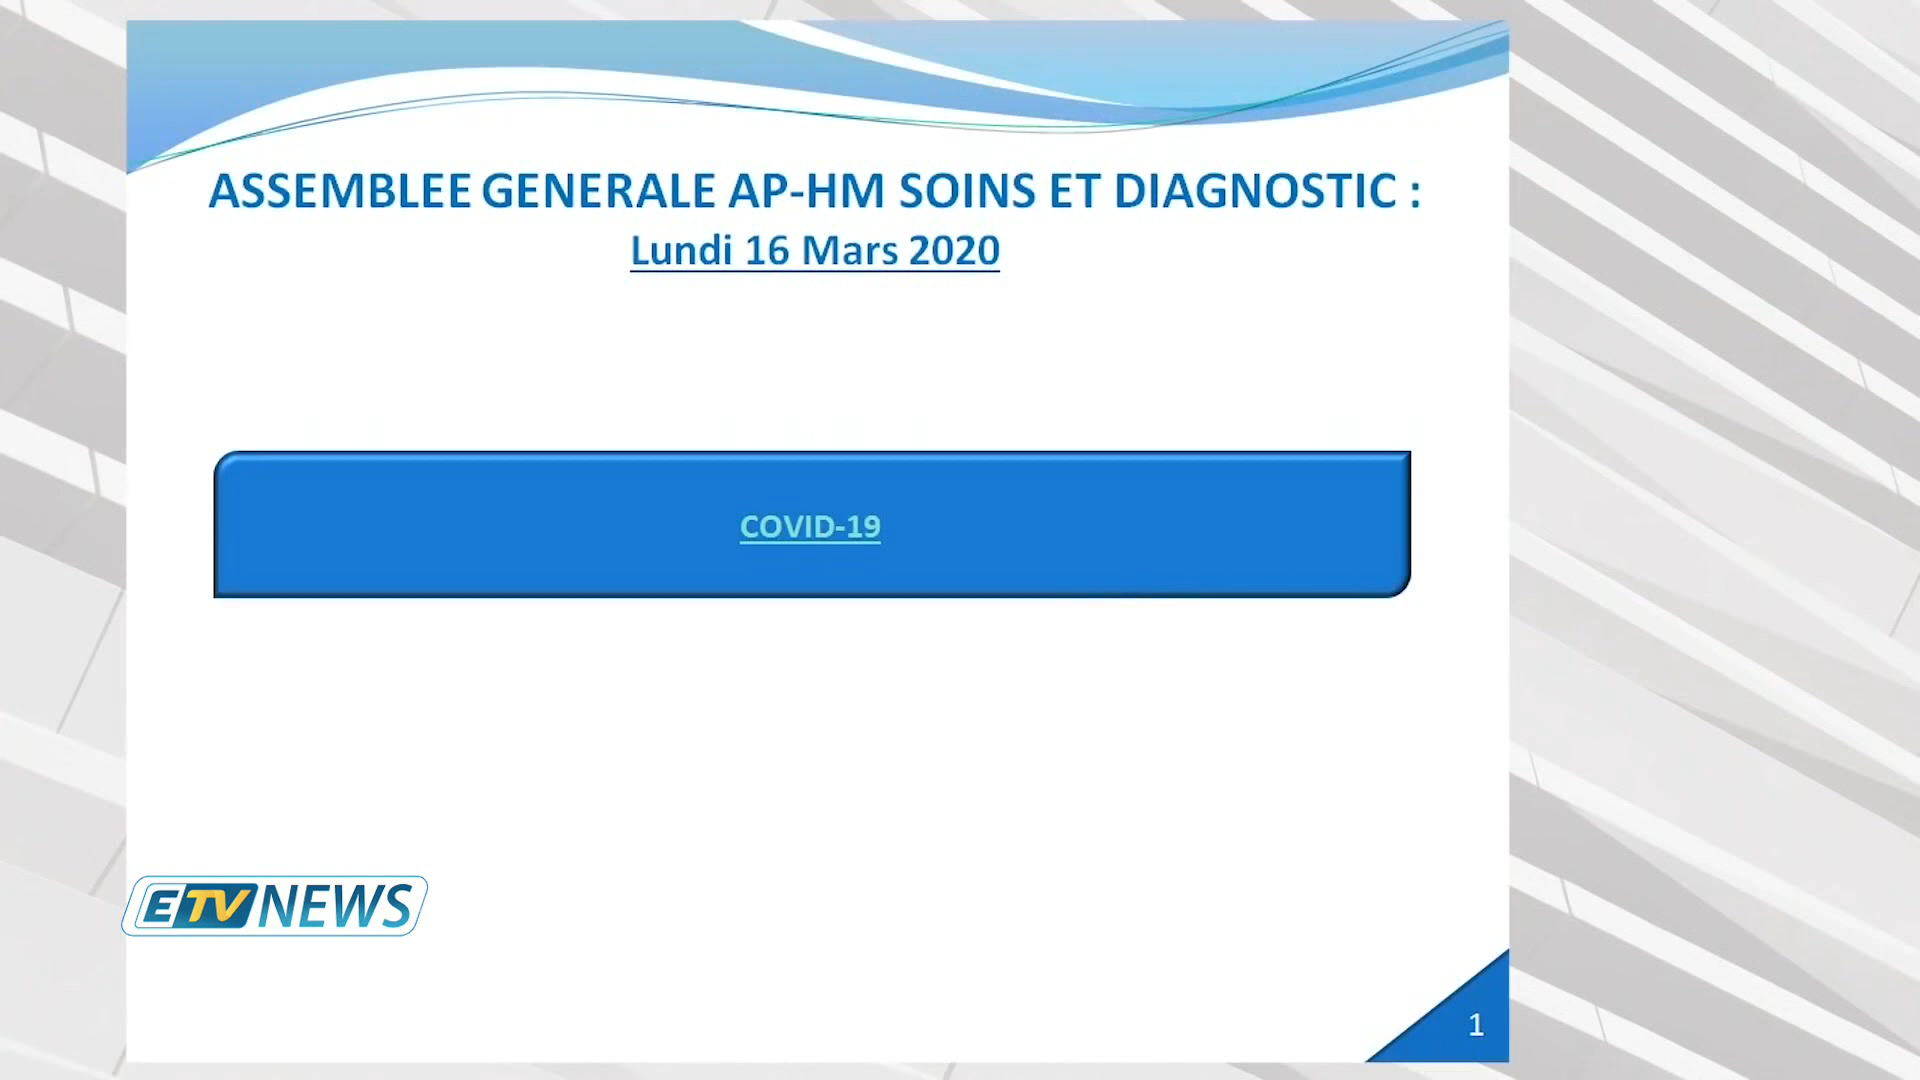 ASSEMBLEE GENERALE AP-HM SOINS ET DIAGNOSTIC :
Lundi 16 Mars 2020
COVID-19
ETV NEWS
1